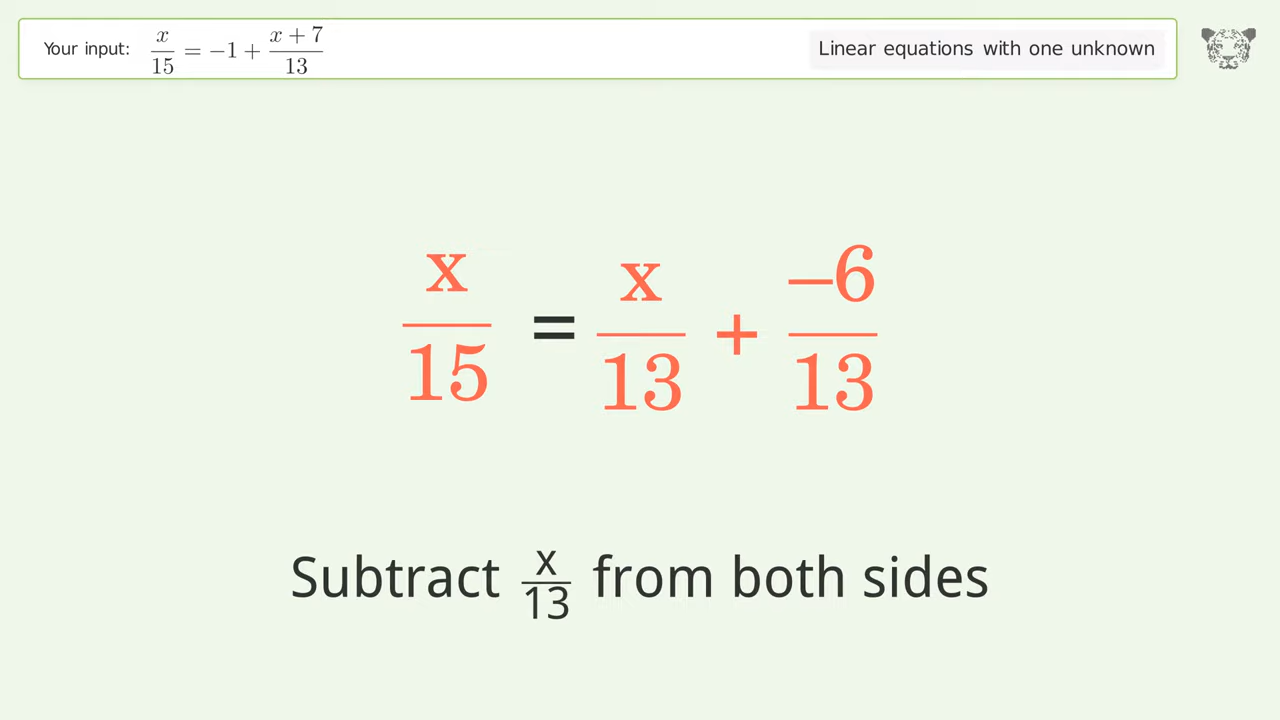 Your input: x/15 = −1 + (x + 7)/13
Linear equations with one unknown
x/15 = x/13 + −6/13
Subtract x/13 from both sides